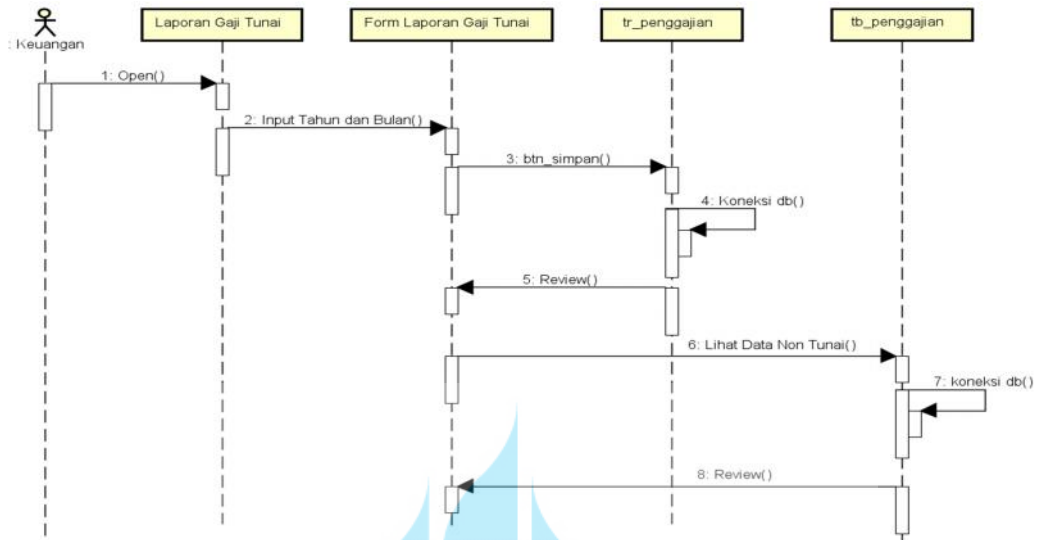 : Keuangan
Laporan Gaji Tunai
Form Laporan Gaji Tunai
tr_penggajian
tb_penggajian
1: Open()
2: Input Tahun dan Bulan()
3: btn_simpan()
4: Koneksi db()
5: Review()
6: Lihat Data Non Tunai()
7: koneksi db()
8: Review()